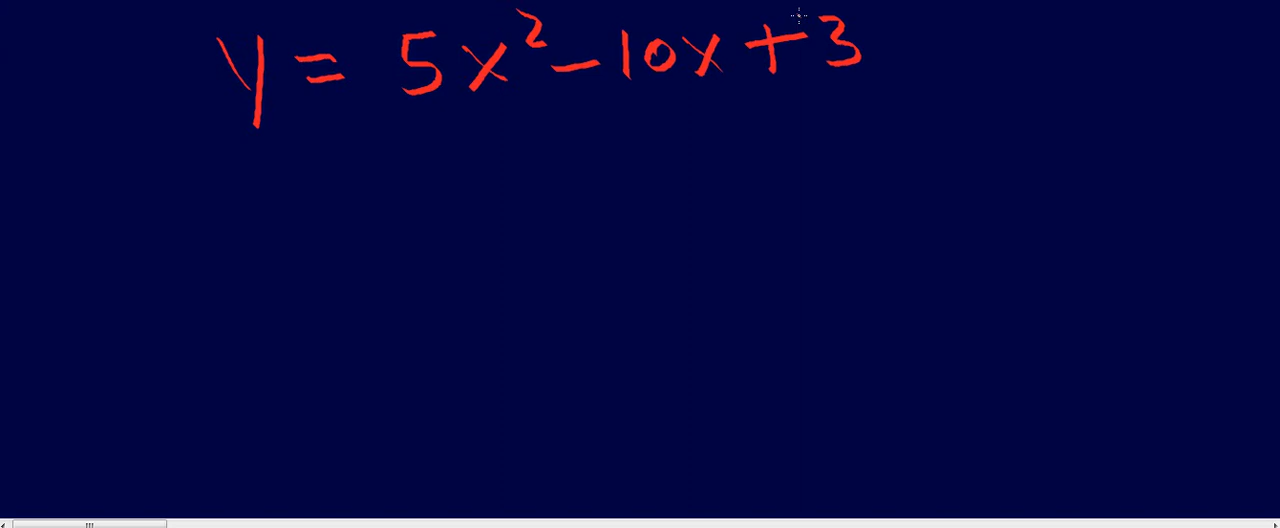 y = 5x² - 10x + 3